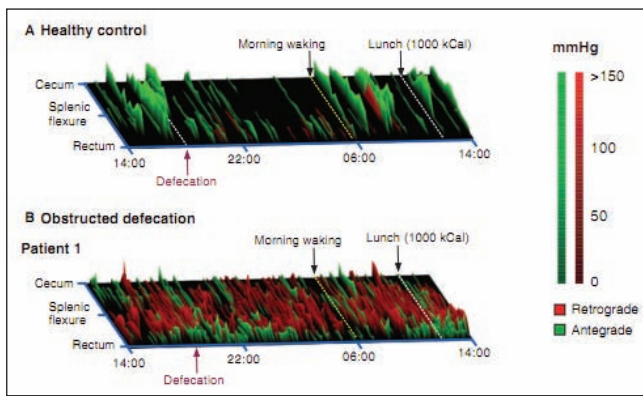 A Healthy control
Morning waking
Lunch (1000 kCal)
mmHg
Cecum
Splenic
flexure
Rectum
14:00
22:00
06:00
14:00
Defecation
>150
100
50
0
B Obstructed defecation
Patient 1
Morning waking
Lunch (1000 kCal)
Cecum
Splenic
flexure
Rectum
14:00
22:00
06:00
14:00
Defecation
Retrograde
Antegrade